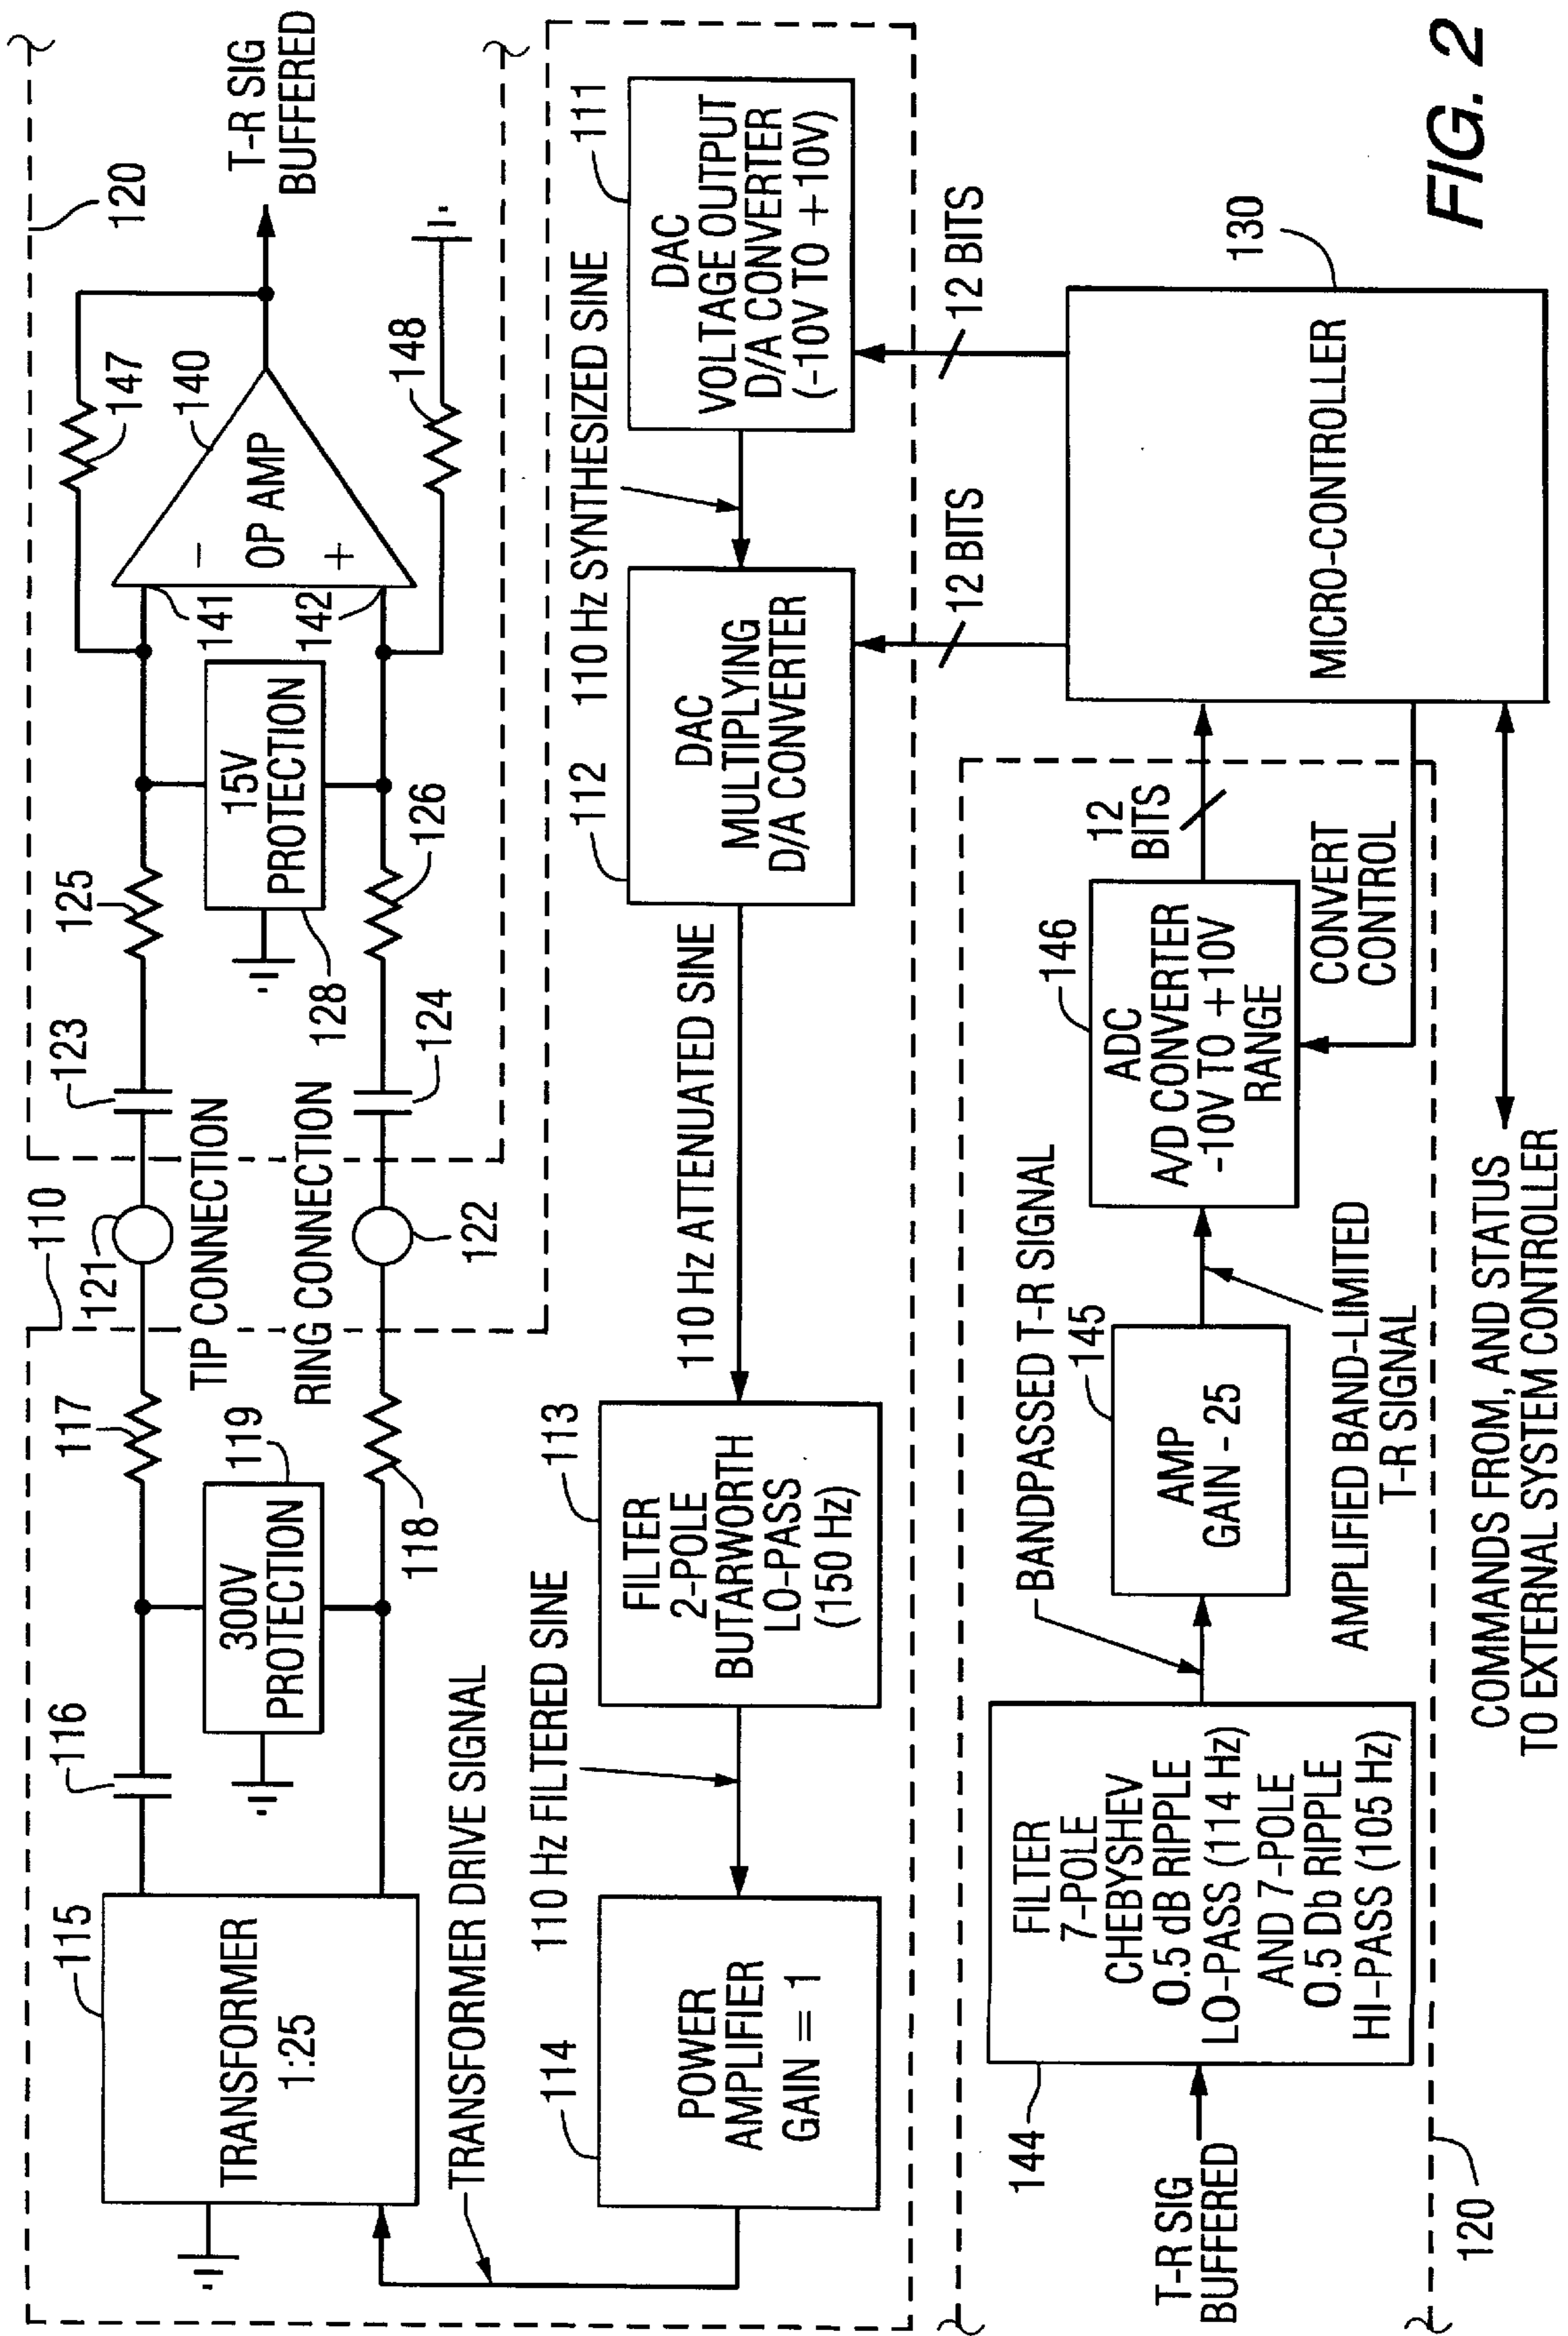 110
120
115
TRANSFORMER
1:25
116
300V
PROTECTION
119
117
118
121
TIP CONNECTION
RING CONNECTION
122
123
124
125
126
15V
PROTECTION
128
141
142
147
140
-
OP AMP
+
148
T-R SIG
BUFFERED
TRANSFORMER DRIVE SIGNAL
114
POWER
AMPLIFIER
GAIN = 1
110 Hz FILTERED SINE
113
FILTER
2-POLE
BUTARWORTH
LO-PASS
(150 Hz)
110 Hz ATTENUATED SINE
112
DAC
MULTIPLYING
D/A CONVERTER
110 Hz SYNTHESIZED SINE
111
DAC
VOLTAGE OUTPUT
D/A CONVERTER
(-10V TO +10V)
12 BITS
12 BITS
T-R SIG
BUFFERED
144
FILTER
7-POLE
CHEBYSHEV
0.5 dB RIPPLE
LO-PASS (114 Hz)
AND 7-POLE
0.5 Db RIPPLE
HI-PASS (105 Hz)
BANDPASSED T-R SIGNAL
145
AMP
GAIN - 25
AMPLIFIED BAND-LIMITED
T-R SIGNAL
146
ADC
A/D CONVERTER
-10V TO +10V
RANGE
12
BITS
CONVERT
CONTROL
130
MICRO-CONTROLLER
120
COMMANDS FROM, AND STATUS
TO EXTERNAL SYSTEM CONTROLLER
FIG. 2